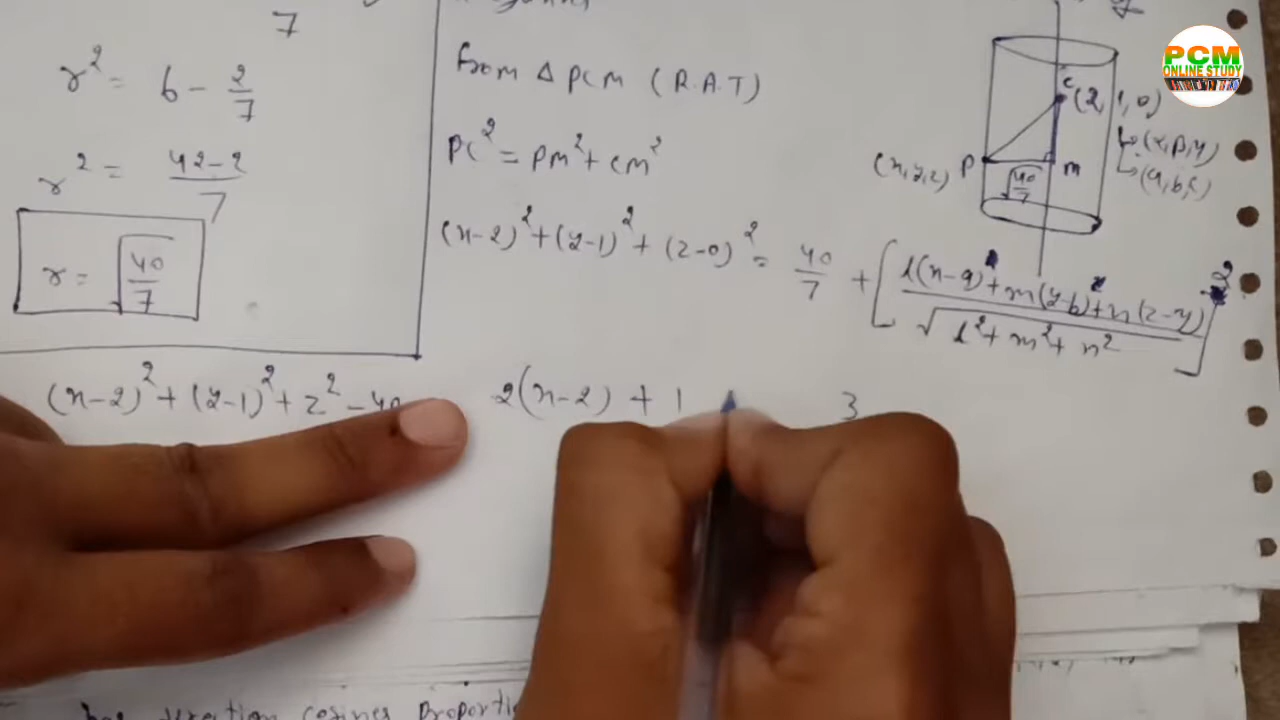 7
r² = 6 - 2/7
r² = 42-2/7
r = √40/7
from Δ PCM (R.A.T)
PC² = PM² + CM²
(x-2)² + (y-1)² + (z-0)² = 40/7 + [l(x-α) + m(y-β) + n(z-γ)/√l² + m² + n²]²
(x-2)² + (y-1)² + z² - 40
2(x-2) + 1
3
C (2, 1, 0)
(α, β, γ)
(a, b, c)
(x, y, z) P
M
√40/7
PCM
ONLINE STUDY
direction cosines